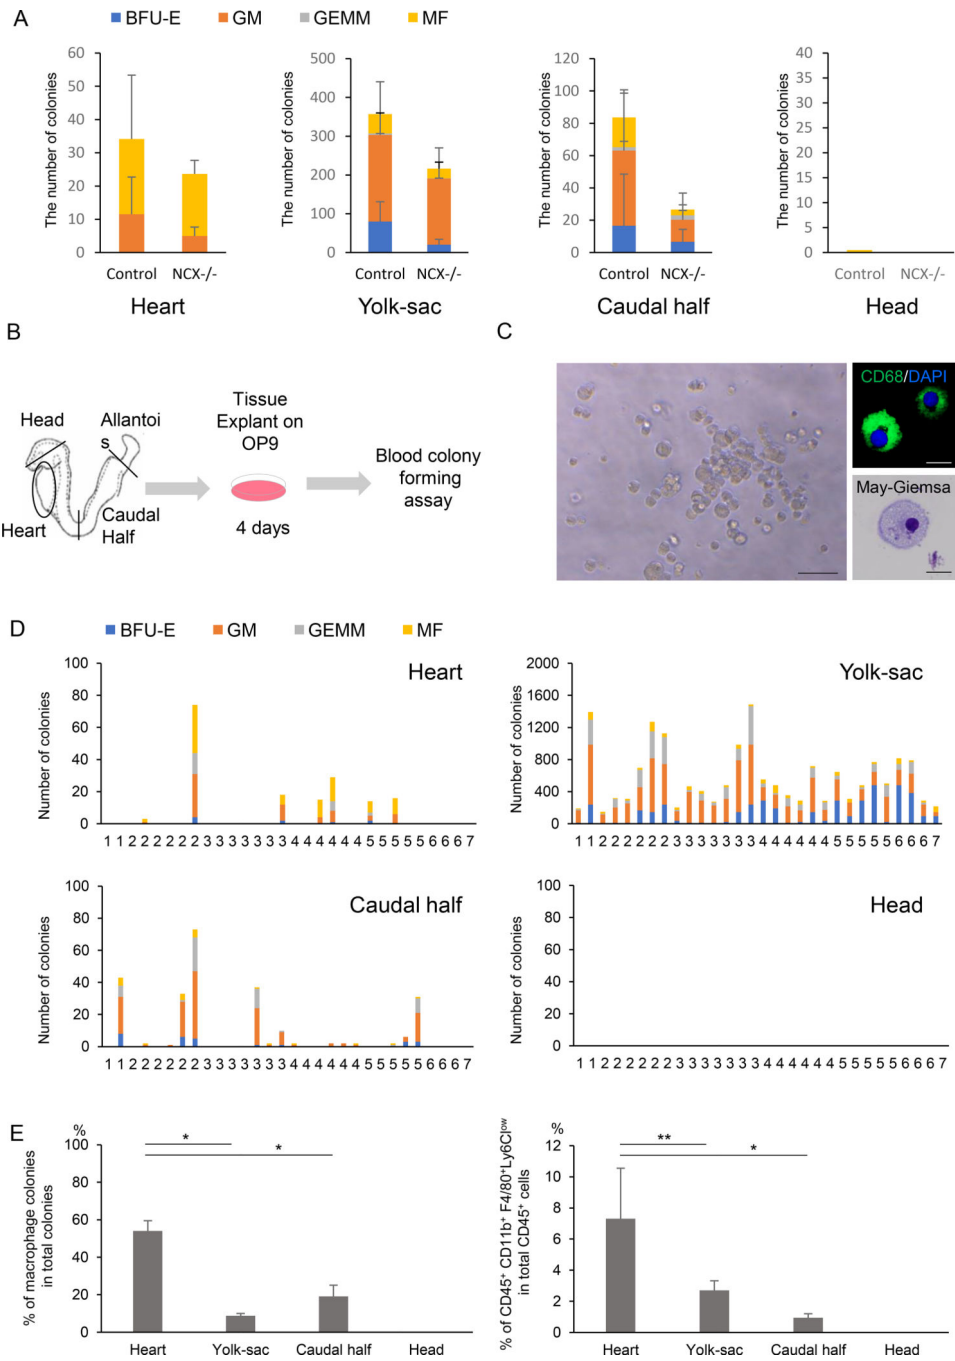 A
BFU-E GM GEMM MF
The number of colonies
60
50
40
30
20
10
0
Control NCX-/-
Heart
The number of colonies
500
400
300
200
100
0
Control NCX-/-
Yolk-sac
The number of colonies
120
100
80
60
40
20
0
Control NCX-/-
Caudal half
The number of colonies
40
35
30
25
20
15
10
5
0
Control NCX-/-
Head
B
Head
Allantoi
s
Heart
Caudal
Half
Tissue
Explant on
OP9
4 days
Blood colony
forming
assay
C
CD68/DAPI
May-Giemsa
D
BFU-E GM GEMM MF
Heart
Number of colonies
100
80
60
40
20
0
1 1 2 2 2 2 2 2 3 3 3 3 3 3 3 4 4 4 4 4 4 5 5 5 5 5 6 6 6 7
Yolk-sac
Number of colonies
2000
1600
1200
800
400
0
1 1 2 2 2 2 2 2 3 3 3 3 3 3 3 4 4 4 4 4 4 5 5 5 5 5 6 6 6 7
Caudal half
Number of colonies
100
80
60
40
20
0
1 1 2 2 2 2 2 2 3 3 3 3 3 3 3 4 4 4 4 4 4 5 5 5 5 5 6 6 6 7
Head
Number of colonies
100
80
60
40
20
0
1 1 2 2 2 2 2 2 3 3 3 3 3 3 3 4 4 4 4 4 4 5 5 5 5 5 6 6 6 7
E
%
% of macrophage colonies
in total colonies
100
80
60
40
20
0
*
*
Heart Yolk-sac Caudal half Head
%
% of CD45⁺ CD11b⁺ F4/80⁺Ly6Cˡᵒʷ
in total CD45⁺ cells
12
10
8
6
4
2
0
**
*
Heart Yolk-sac Caudal half Head